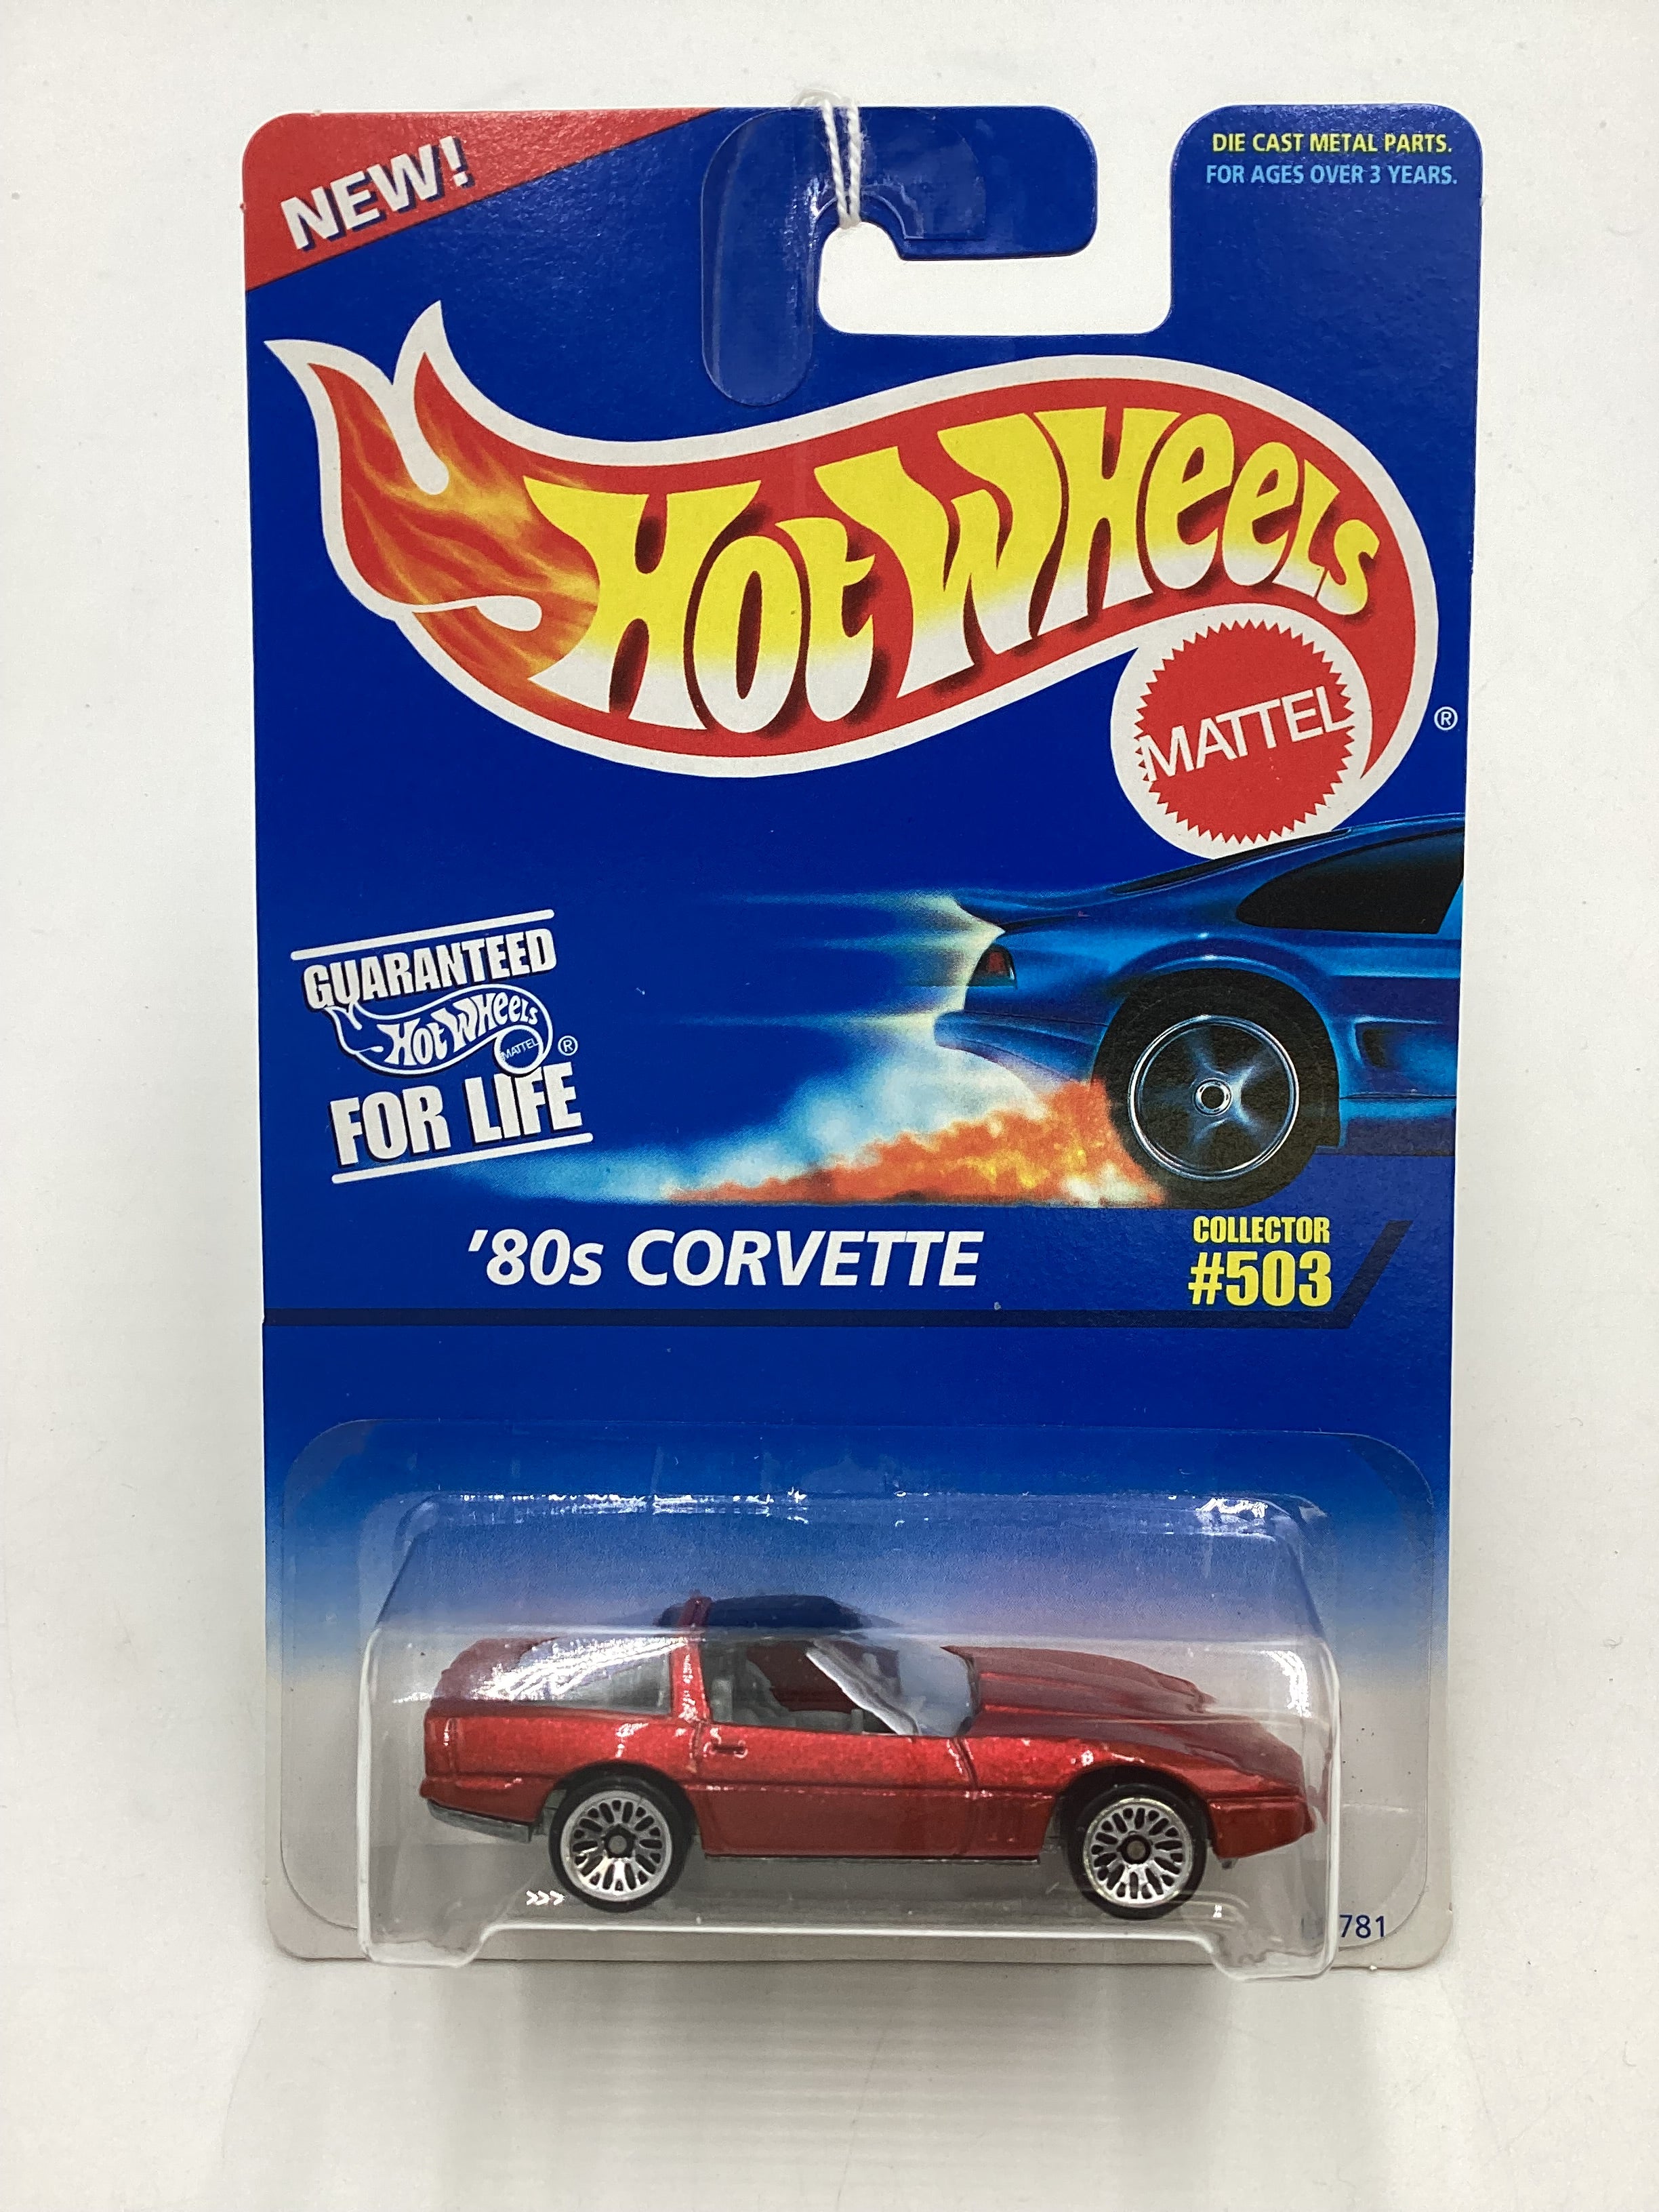 NEW!
DIE CAST METAL PARTS.
FOR AGES OVER 3 YEARS.
HOT WHEELS
MATTEL
®
GUARANTEED
HOT WHEELS
MATTEL
®
FOR LIFE
'80s CORVETTE
COLLECTOR
#503
781